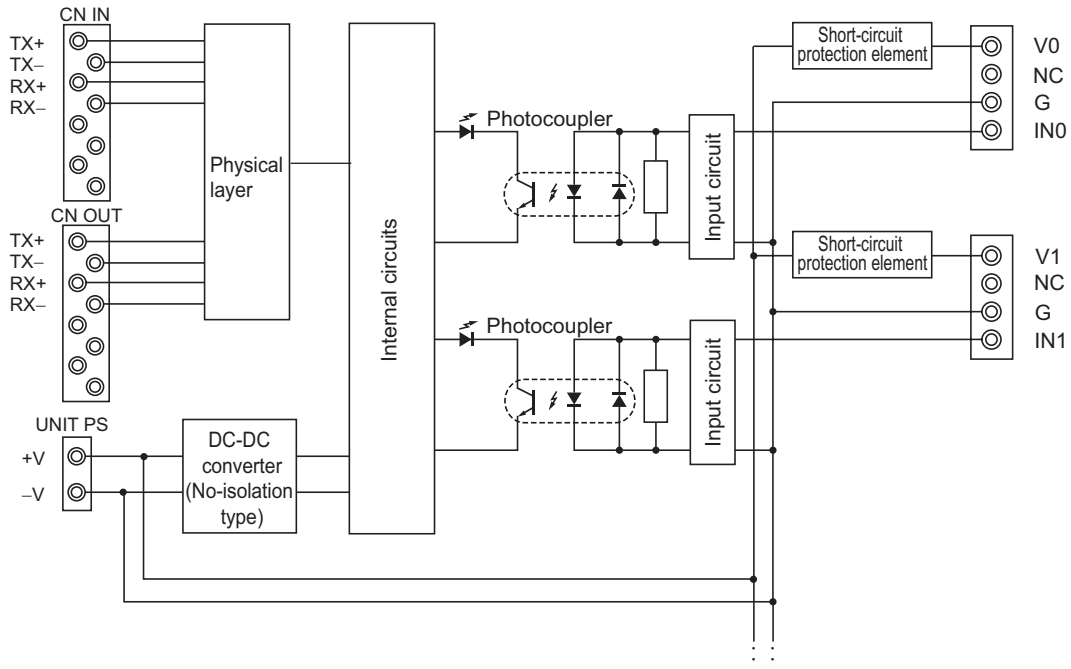 CN IN
TX+
TX−
RX+
RX−
CN OUT
TX+
TX−
RX+
RX−
UNIT PS
+V
−V
Physical
layer
DC-DC
converter
(No-isolation
type)
Internal circuits
Photocoupler
Input circuit
Short-circuit
protection element
V0
NC
G
IN0
Photocoupler
Input circuit
Short-circuit
protection element
V1
NC
G
IN1